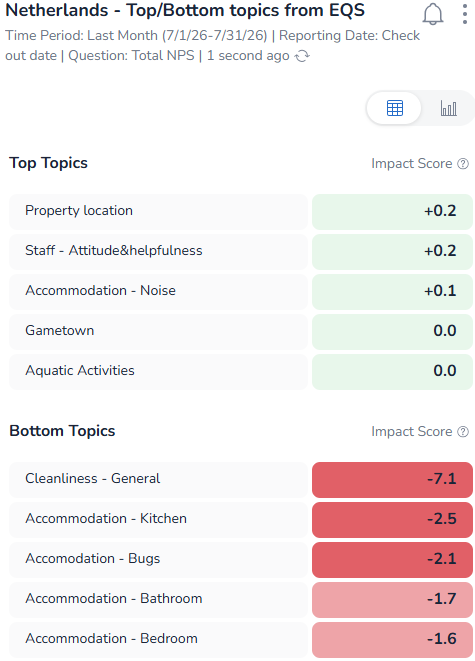 Netherlands - Top/Bottom topics from EQS
Time Period: Last Month (7/1/26-7/31/26) | Reporting Date: Check
out date | Question: Total NPS | 1 second ago
Top Topics Impact Score
Property location +0.2
Staff - Attitude&helpfulness +0.2
Accommodation - Noise +0.1
Gametown 0.0
Aquatic Activities 0.0
Bottom Topics Impact Score
Cleanliness - General -7.1
Accommodation - Kitchen -2.5
Accomodation - Bugs -2.1
Accommodation - Bathroom -1.7
Accommodation - Bedroom -1.6